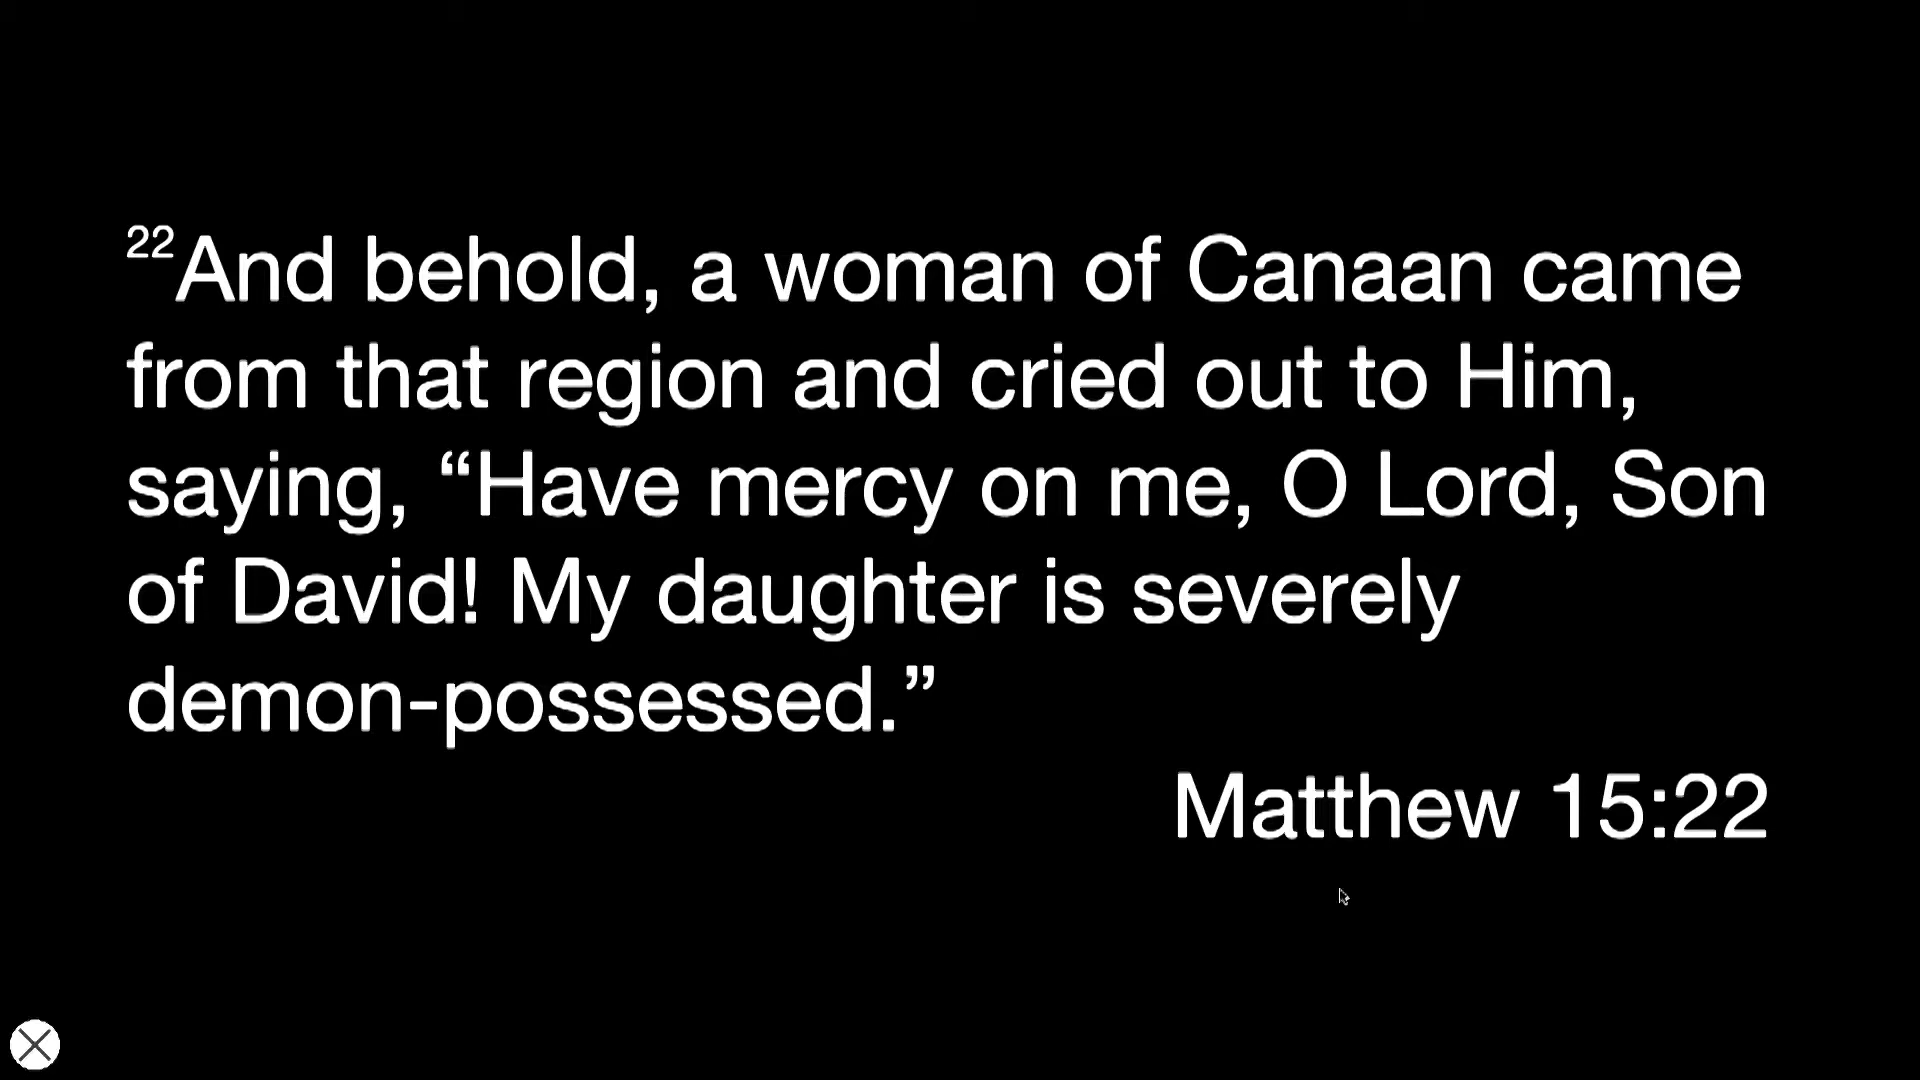 22And behold, a woman of Canaan came
from that region and cried out to Him,
saying, “Have mercy on me, O Lord, Son
of David! My daughter is severely
demon-possessed.”
Matthew 15:22